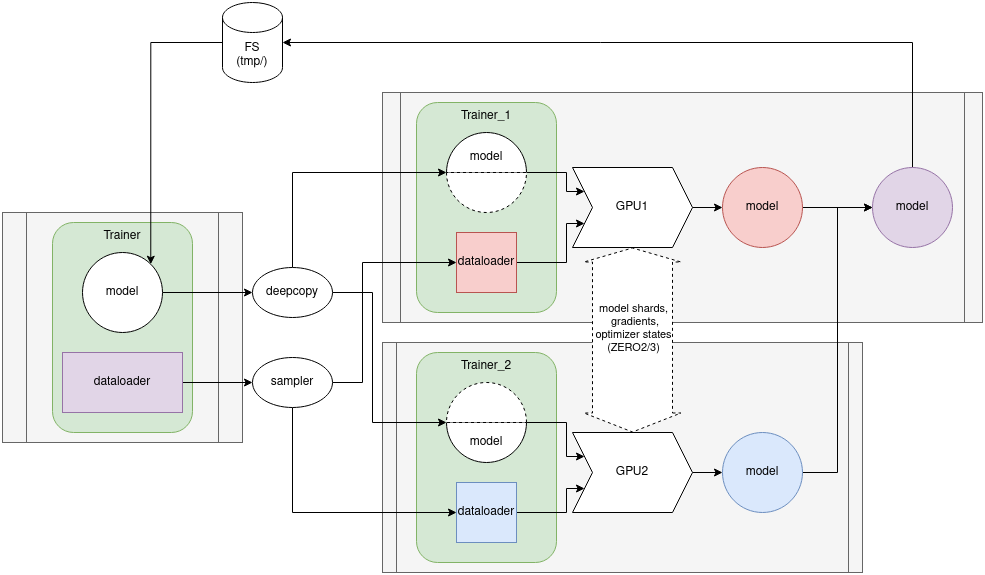 FS
(tmp/)
Trainer
model
dataloader
deepcopy
sampler
Trainer_1
model
dataloader
GPU1
model
model
model shards,
gradients,
optimizer states
(ZERO2/3)
Trainer_2
model
dataloader
GPU2
model